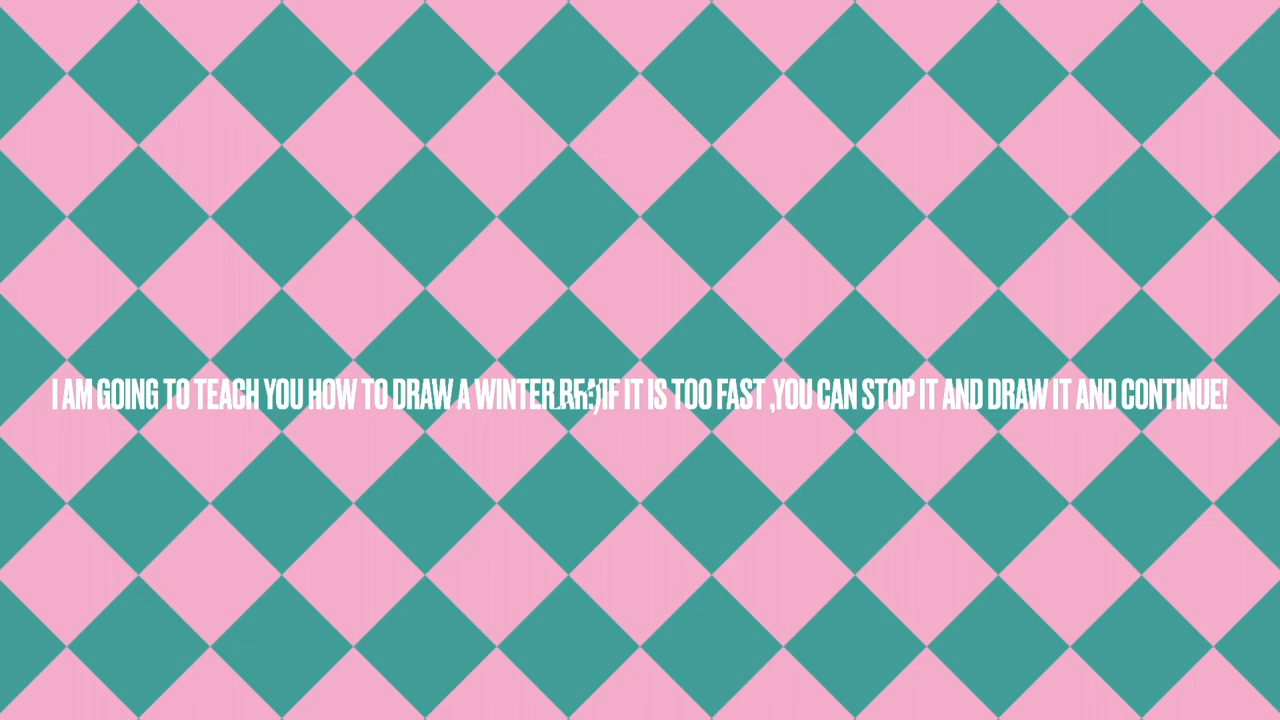 I AM GOING TO TEACH YOU HOW TO DRAW A WINTER IF IT IS TOO FAST ,YOU CAN STOP IT AND DRAW IT AND CONTINUE!